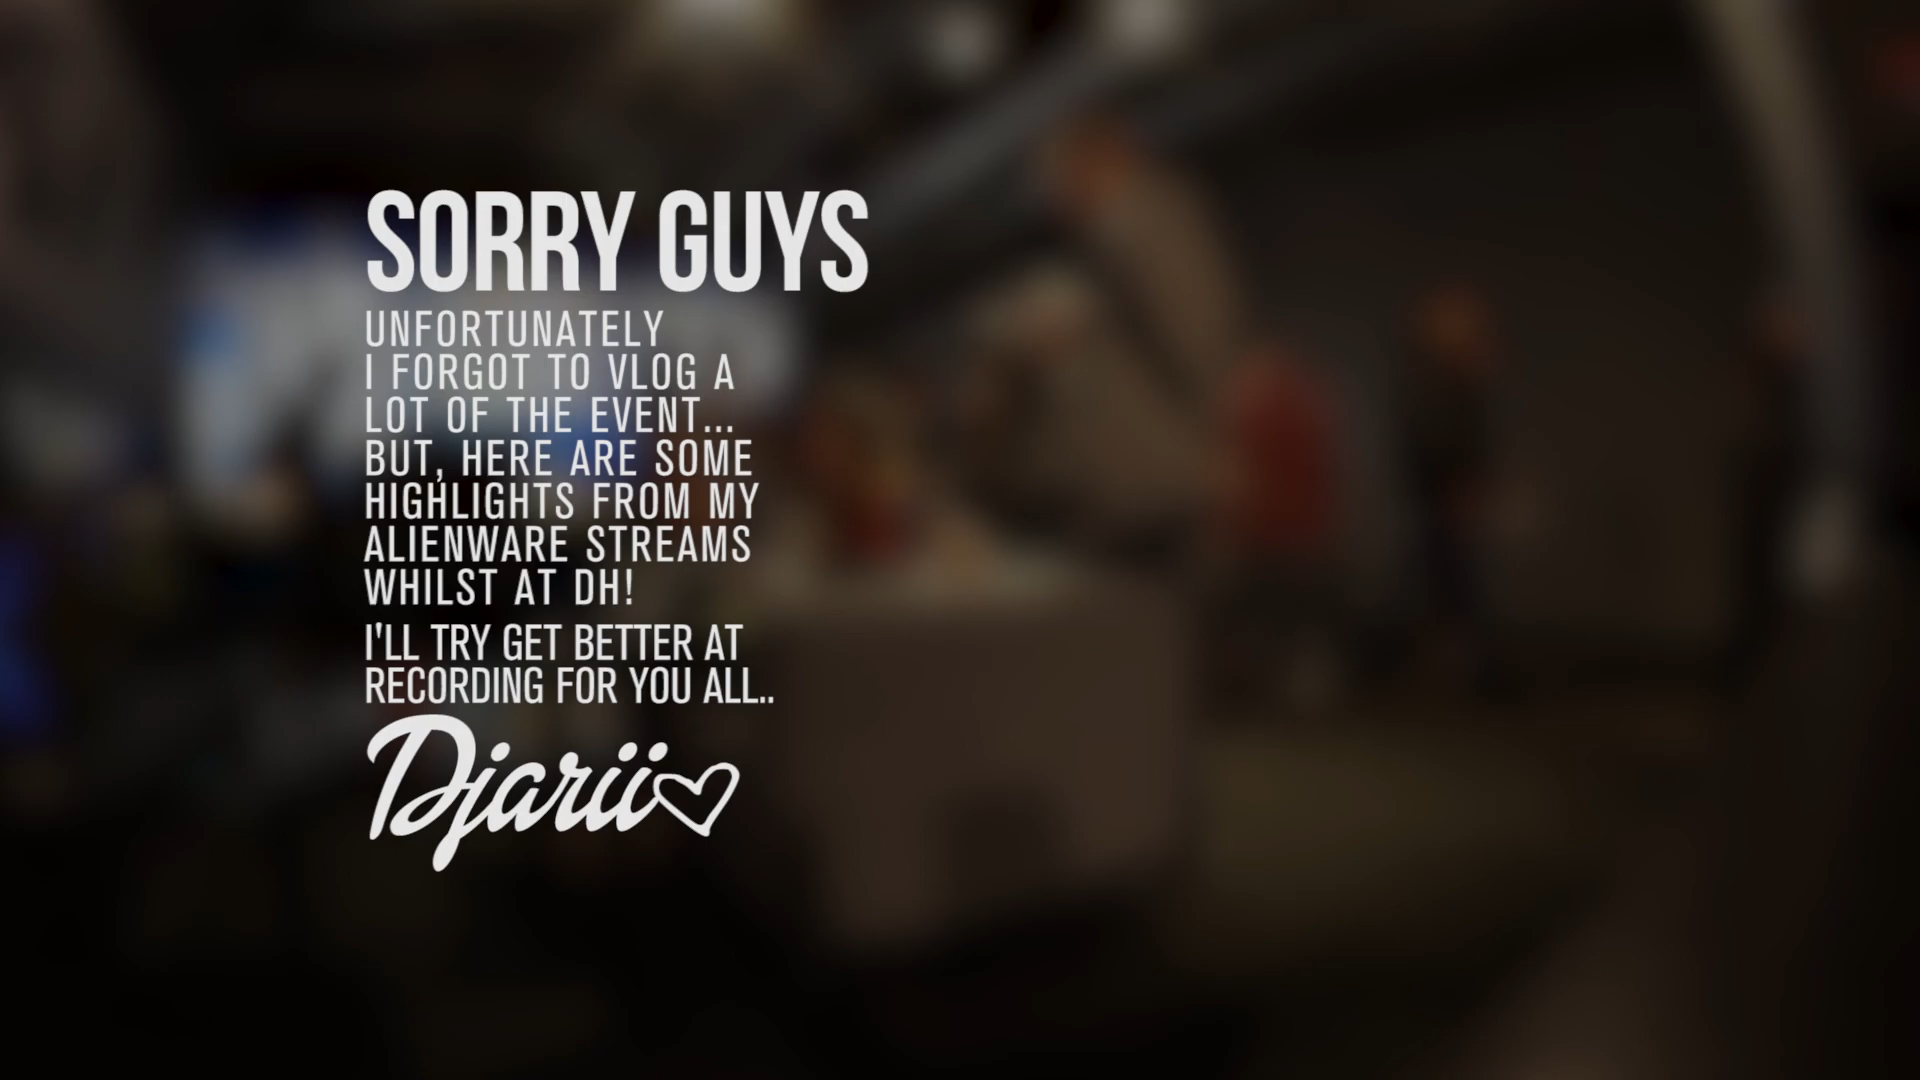 SORRY GUYS
UNFORTUNATELY
I FORGOT TO VLOG A
LOT OF THE EVENT...
BUT, HERE ARE SOME
HIGHLIGHTS FROM MY
ALIENWARE STREAMS
WHILST AT DH!
I'LL TRY GET BETTER AT
RECORDING FOR YOU ALL..
Djarii